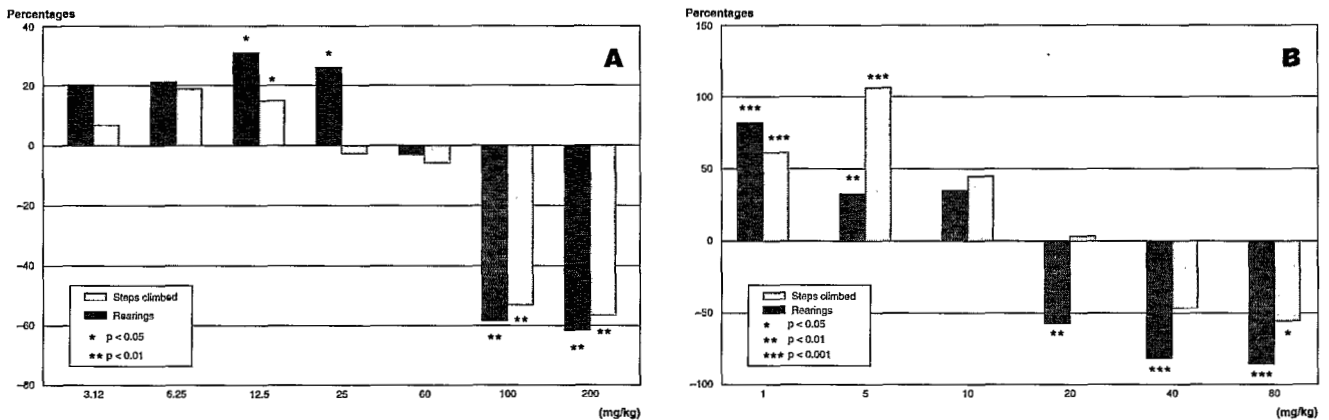 Percentages
40
20
0
-20
-40
-60
-80
A
*
*
*
**
**
**
**
Steps climbed
Rearings
* p < 0.05
** p < 0.01
3.12 6.25 12.5 25 60 100 200
(mg/kg)
Percentages
150
100
50
0
-50
-100
B
***
***
**
***
**
***
***
*
Steps climbed
Rearings
* p < 0.05
** p < 0.01
*** p < 0.001
1 5 10 20 40 80
(mg/kg)